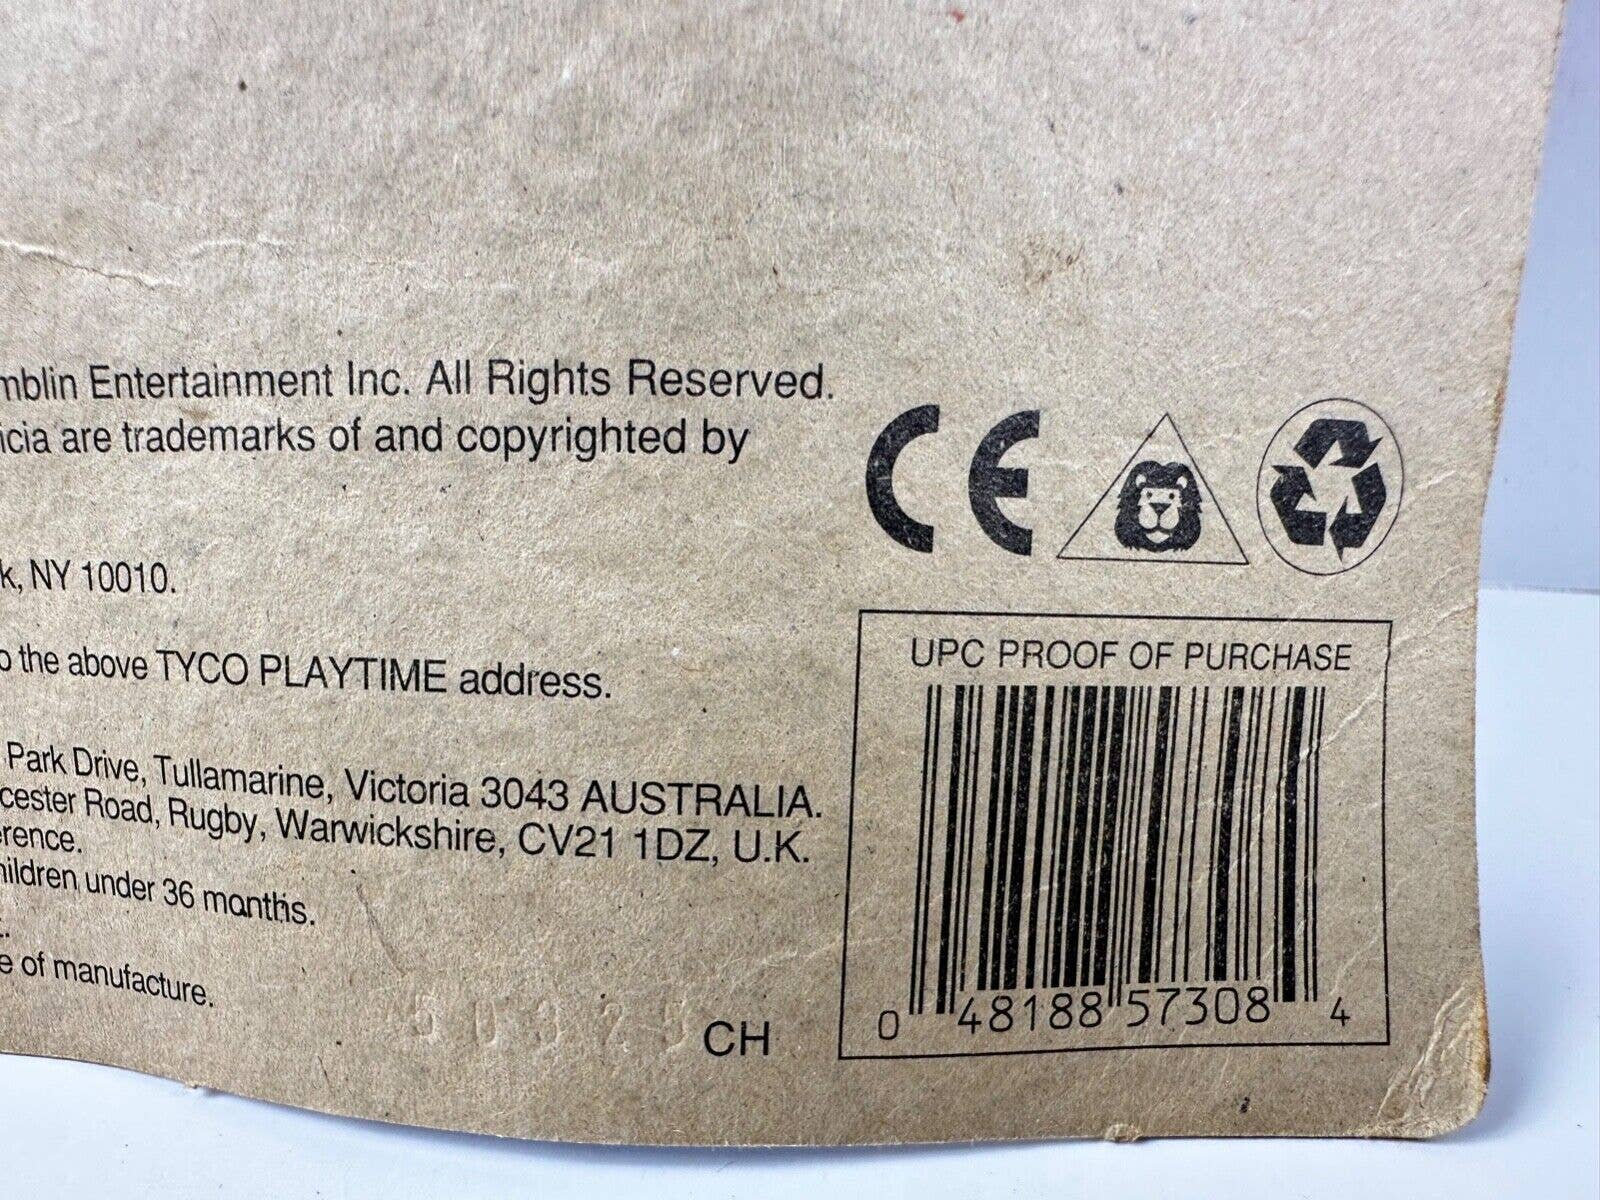 mblin Entertainment Inc. All Rights Reserved.
icia are trademarks of and copyrighted by
k, NY 10010.
o the above TYCO PLAYTIME address.
Park Drive, Tullamarine, Victoria 3043 AUSTRALIA.
cester Road, Rugby, Warwickshire, CV21 1DZ, U.K.
erence.
hildren under 36 months.
e of manufacture.
CH
CE
UPC PROOF OF PURCHASE
0 48188 57308 4